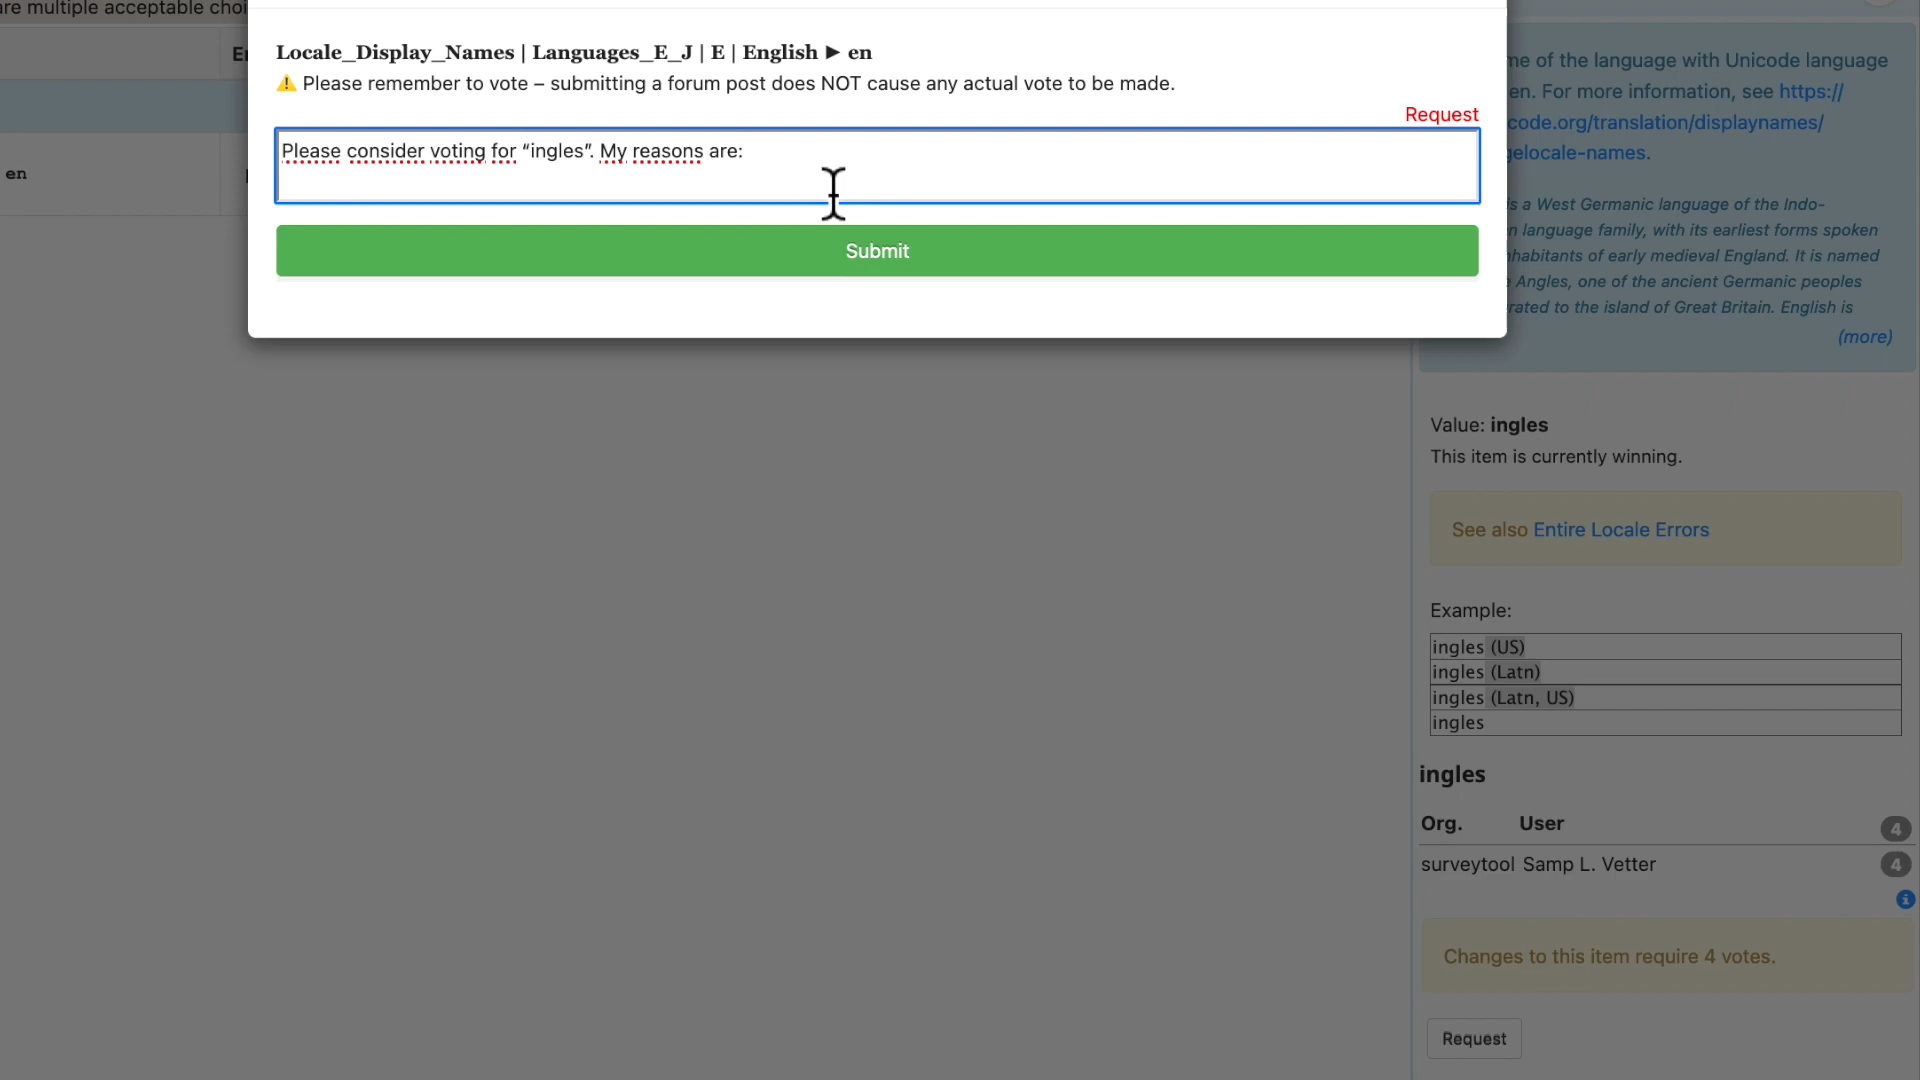 are multiple acceptable choi
En
en
Locale_Display_Names | Languages_E_J | E | English ► en
⚠️ Please remember to vote – submitting a forum post does NOT cause any actual vote to be made.
Request
Please consider voting for “ingles”. My reasons are:
Submit
me of the language with Unicode language
en. For more information, see https://
code.org/translation/displaynames/
gelocale-names.
is a West Germanic language of the Indo-
n language family, with its earliest forms spoken
nhabitants of early medieval England. It is named
Angles, one of the ancient Germanic peoples
rated to the island of Great Britain. English is
(more)
Value: ingles
This item is currently winning.
See also Entire Locale Errors
Example:
ingles (US)
ingles (Latn)
ingles (Latn, US)
ingles
ingles
Org. User 4
surveytool Samp L. Vetter 4
i
Changes to this item require 4 votes.
Request